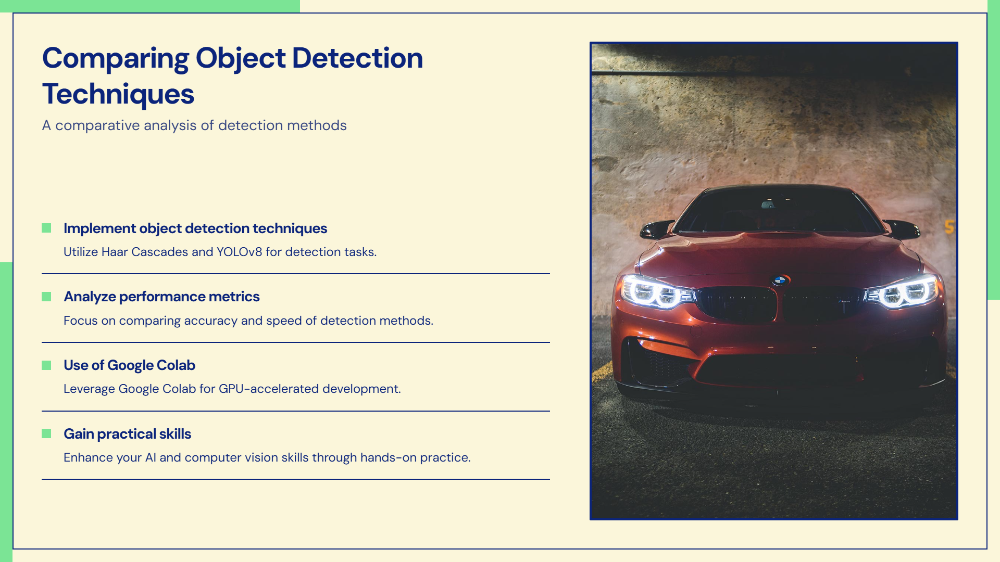 Comparing Object Detection
Techniques
A comparative analysis of detection methods
Implement object detection techniques
Utilize Haar Cascades and YOLOv8 for detection tasks.
Analyze performance metrics
Focus on comparing accuracy and speed of detection methods.
Use of Google Colab
Leverage Google Colab for GPU-accelerated development.
Gain practical skills
Enhance your AI and computer vision skills through hands-on practice.
5